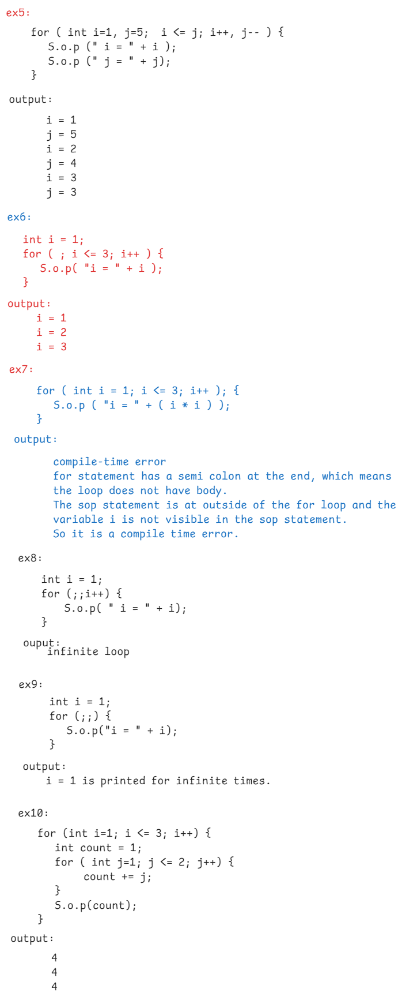 ex5:
for ( int i=1, j=5;  i <= j; i++, j-- ) {
S.o.p (" i = " + i );
S.o.p (" j = " + j);
}
output:
i = 1
j = 5
i = 2
j = 4
i = 3
j = 3
ex6:
int i = 1;
for ( ; i <= 3; i++ ) {
S.o.p( "i = " + i );
}
output:
i = 1
i = 2
i = 3
ex7:
for ( int i = 1; i <= 3; i++ ); {
S.o.p ( "i = " + ( i * i ) );
}
output:
compile-time error
for statement has a semi colon at the end, which means
the loop does not have body.
The sop statement is at outside of the for loop and the
variable i is not visible in the sop statement.
So it is a compile time error.
ex8:
int i = 1;
for (;;i++) {
S.o.p( " i = " + i);
}
ouput:
infinite loop
ex9:
int i = 1;
for (;;) {
S.o.p("i = " + i);
}
output:
i = 1 is printed for infinite times.
ex10:
for (int i=1; i <= 3; i++) {
int count = 1;
for ( int j=1; j <= 2; j++) {
count += j;
}
S.o.p(count);
}
output:
4
4
4